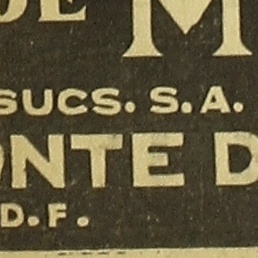 DE M
SUCS. S.A.
ONTE D
D.F.